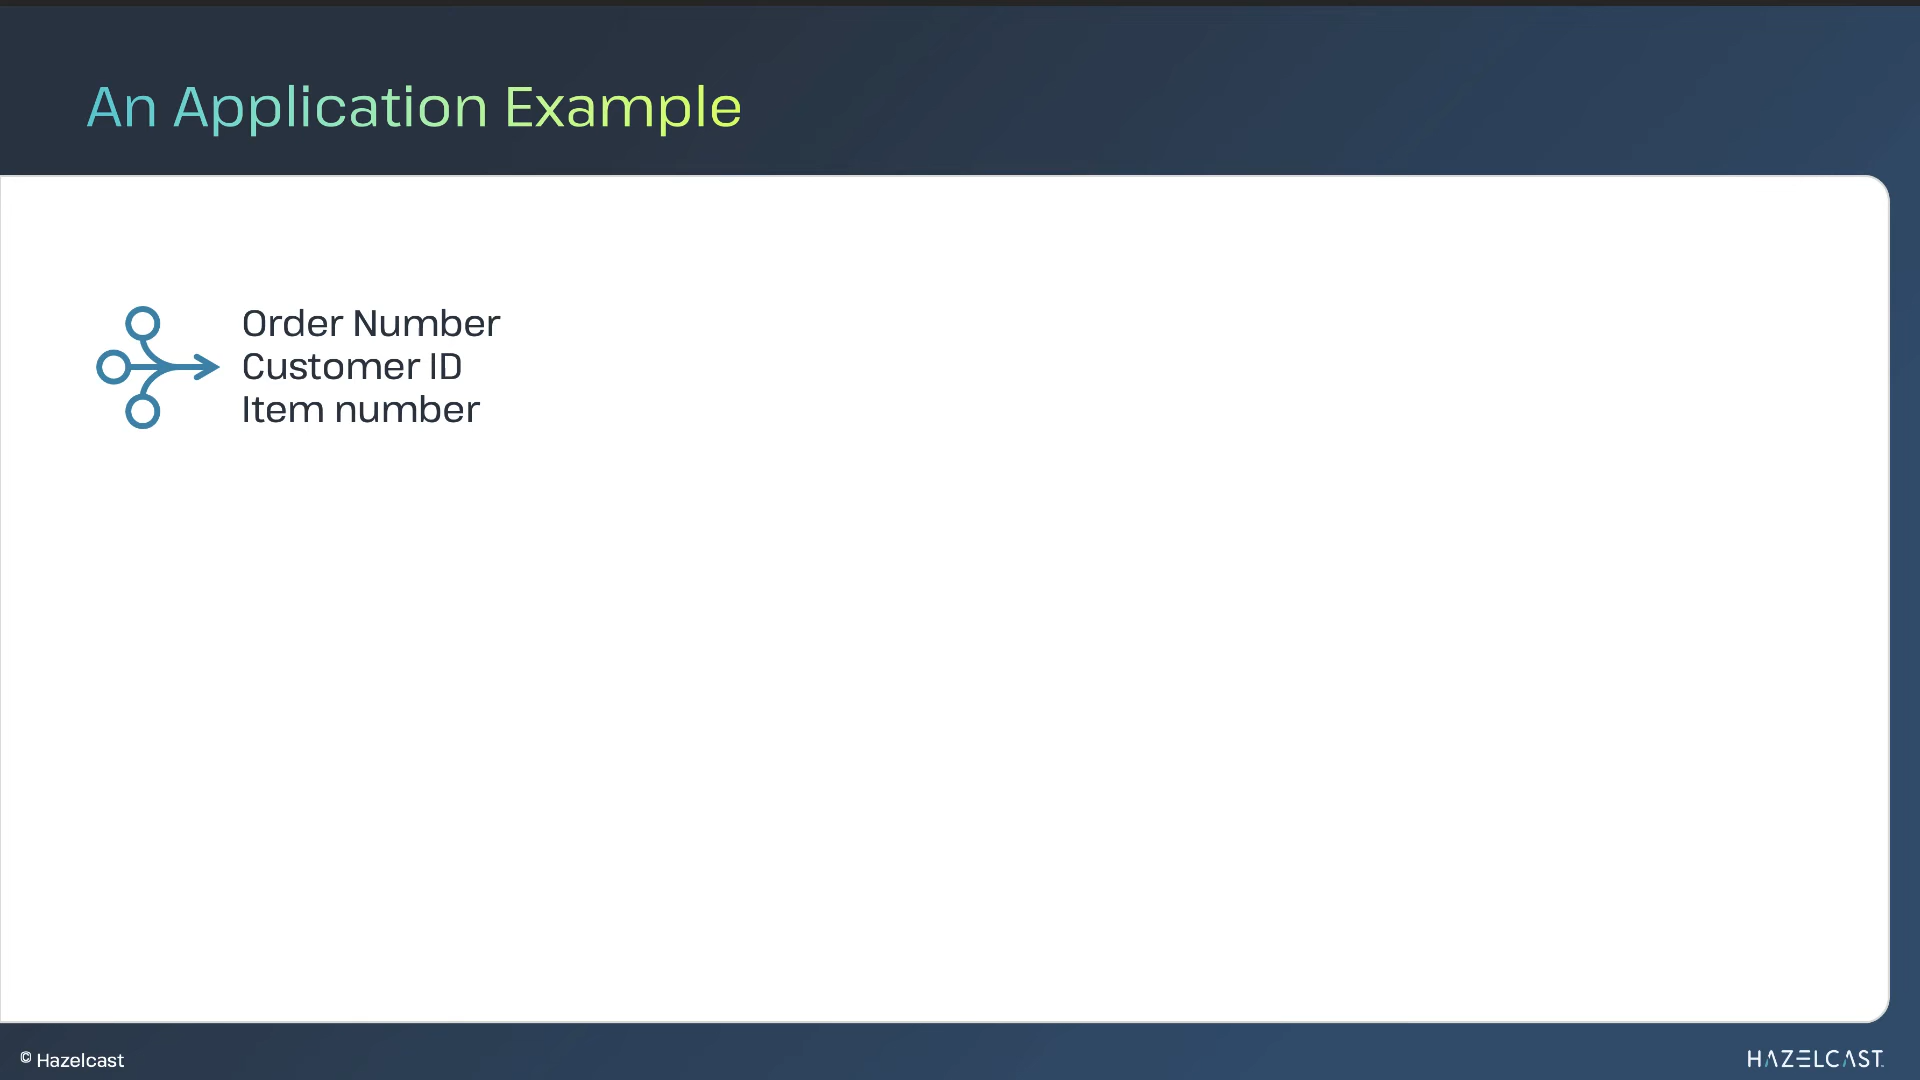 An Application Example
Order Number
Customer ID
Item number
© Hazelcast
HAZELCAST